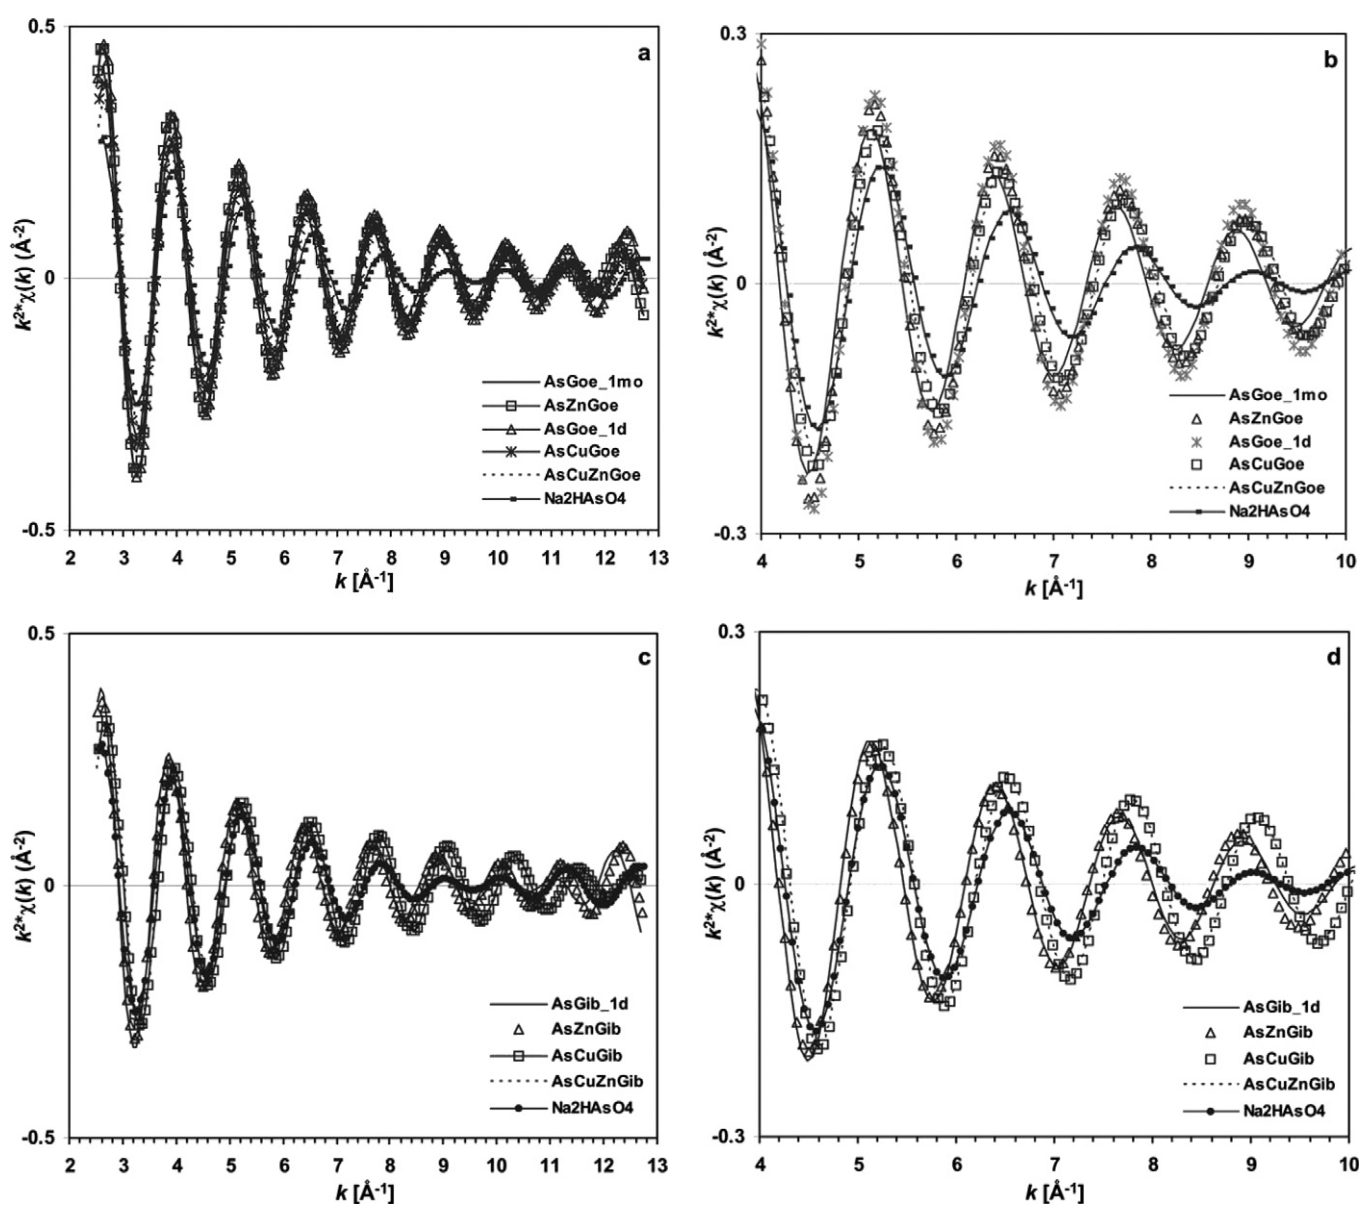 a
0.5
0
-0.5
k²*χ(k) (Å⁻²)
AsGoe_1mo
AsZnGoe
AsGoe_1d
AsCuGoe
AsCuZnGoe
Na2HAsO4
2 3 4 5 6 7 8 9 10 11 12 13
k [Å⁻¹]
b
0.3
0
-0.3
k²*χ(k) (Å⁻²)
AsGoe_1mo
AsZnGoe
AsGoe_1d
AsCuGoe
AsCuZnGoe
Na2HAsO4
4 5 6 7 8 9 10
k [Å⁻¹]
c
0.5
0
-0.5
k²*χ(k) (Å⁻²)
AsGib_1d
AsZnGib
AsCuGib
AsCuZnGib
Na2HAsO4
2 3 4 5 6 7 8 9 10 11 12 13
k [Å⁻¹]
d
0.3
0
-0.3
k²*χ(k) (Å⁻²)
AsGib_1d
AsZnGib
AsCuGib
AsCuZnGib
Na2HAsO4
4 5 6 7 8 9 10
k [Å⁻¹]